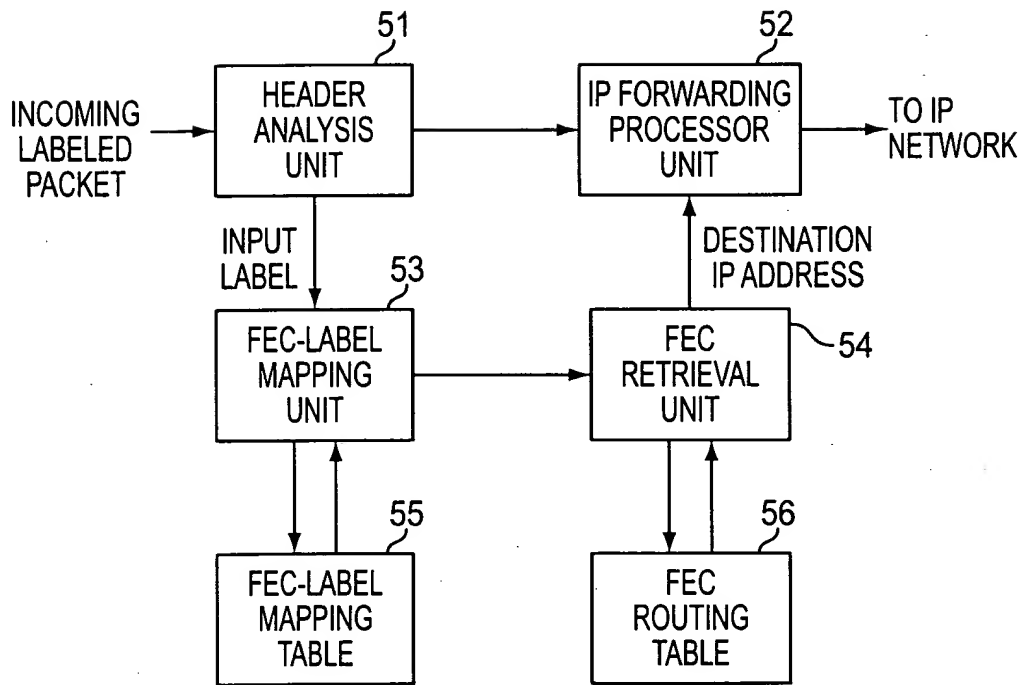 51
52
INCOMING
LABELED
PACKET
HEADER
ANALYSIS
UNIT
IP FORWARDING
PROCESSOR
UNIT
TO IP
NETWORK
INPUT
LABEL
DESTINATION
IP ADDRESS
53
54
FEC-LABEL
MAPPING
UNIT
FEC
RETRIEVAL
UNIT
55
56
FEC-LABEL
MAPPING
TABLE
FEC
ROUTING
TABLE